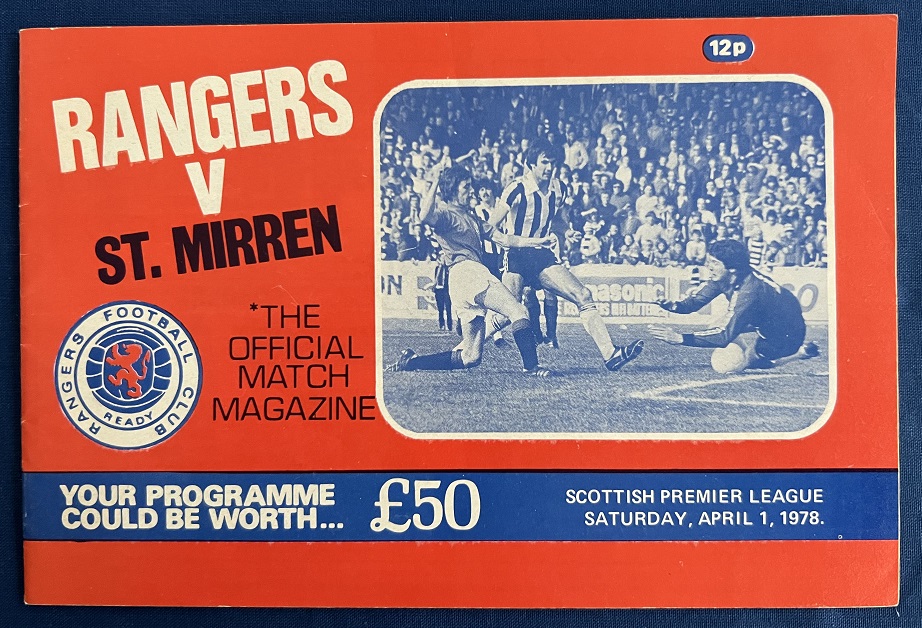 12p
RANGERS
V
ST. MIRREN
*THE
OFFICIAL
MATCH
MAGAZINE
RANGERS FOOTBALL CLUB
READY
Panasonic
YOUR PROGRAMME
COULD BE WORTH...
£50
SCOTTISH PREMIER LEAGUE
SATURDAY, APRIL 1, 1978.